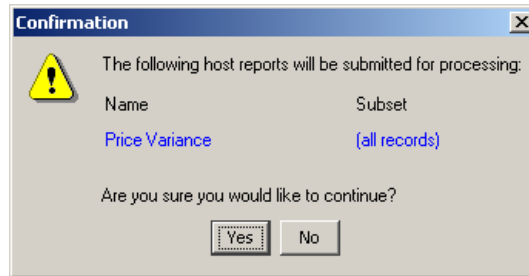 Confirmation
The following host reports will be submitted for processing:
Name Subset
Price Variance (all records)
Are you sure you would like to continue?
Yes No